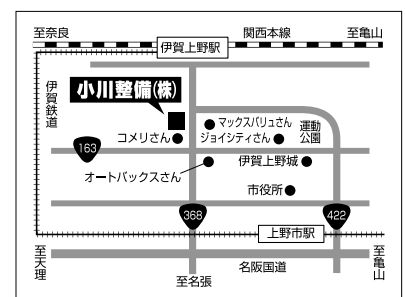 至奈良
関西本線
至亀山
伊賀上野駅
伊賀鉄道
小川整備(株)
マックスバリュさん
運動
公園
コメリさん
ジョイシティさん
163
伊賀上野城
オートバックスさん
市役所
368
422
上野市駅
至天理
至名張
名阪国道
至亀山